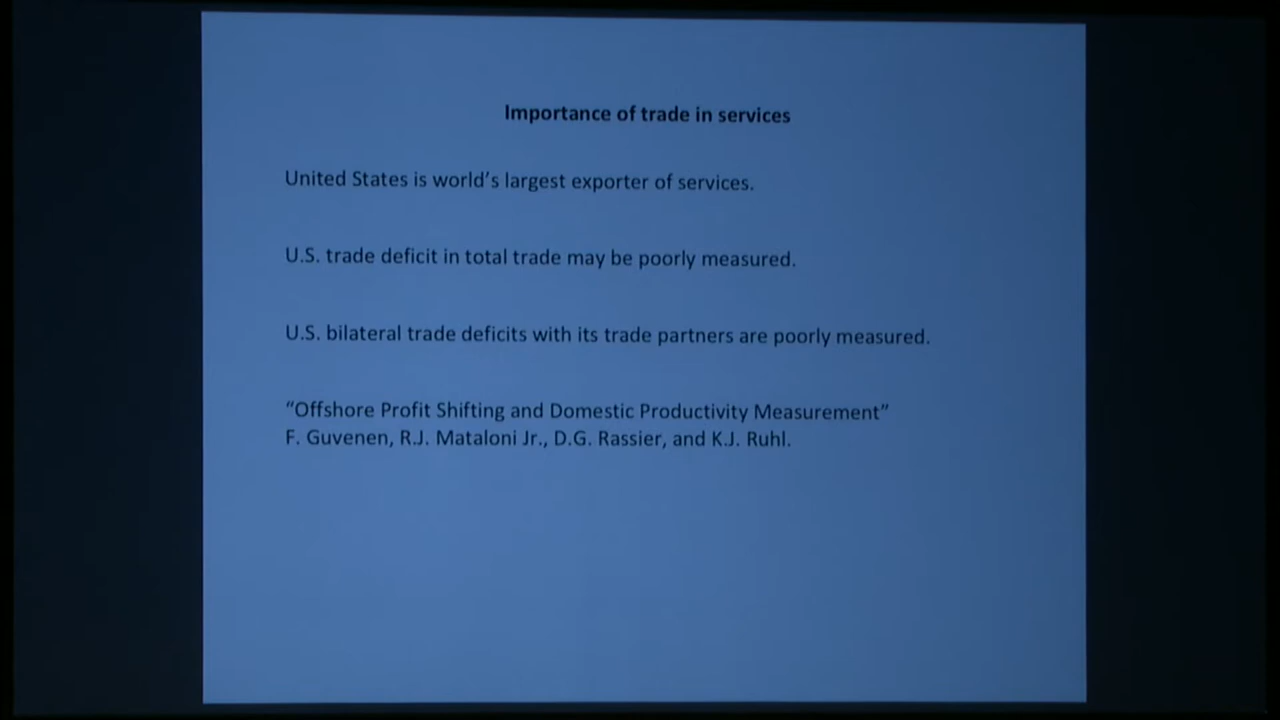 Importance of trade in services
United States is world's largest exporter of services.
U.S. trade deficit in total trade may be poorly measured.
U.S. bilateral trade deficits with its trade partners are poorly measured.
“Offshore Profit Shifting and Domestic Productivity Measurement”
F. Guvenen, R.J. Mataloni Jr., D.G. Rassier, and K.J. Ruhl.